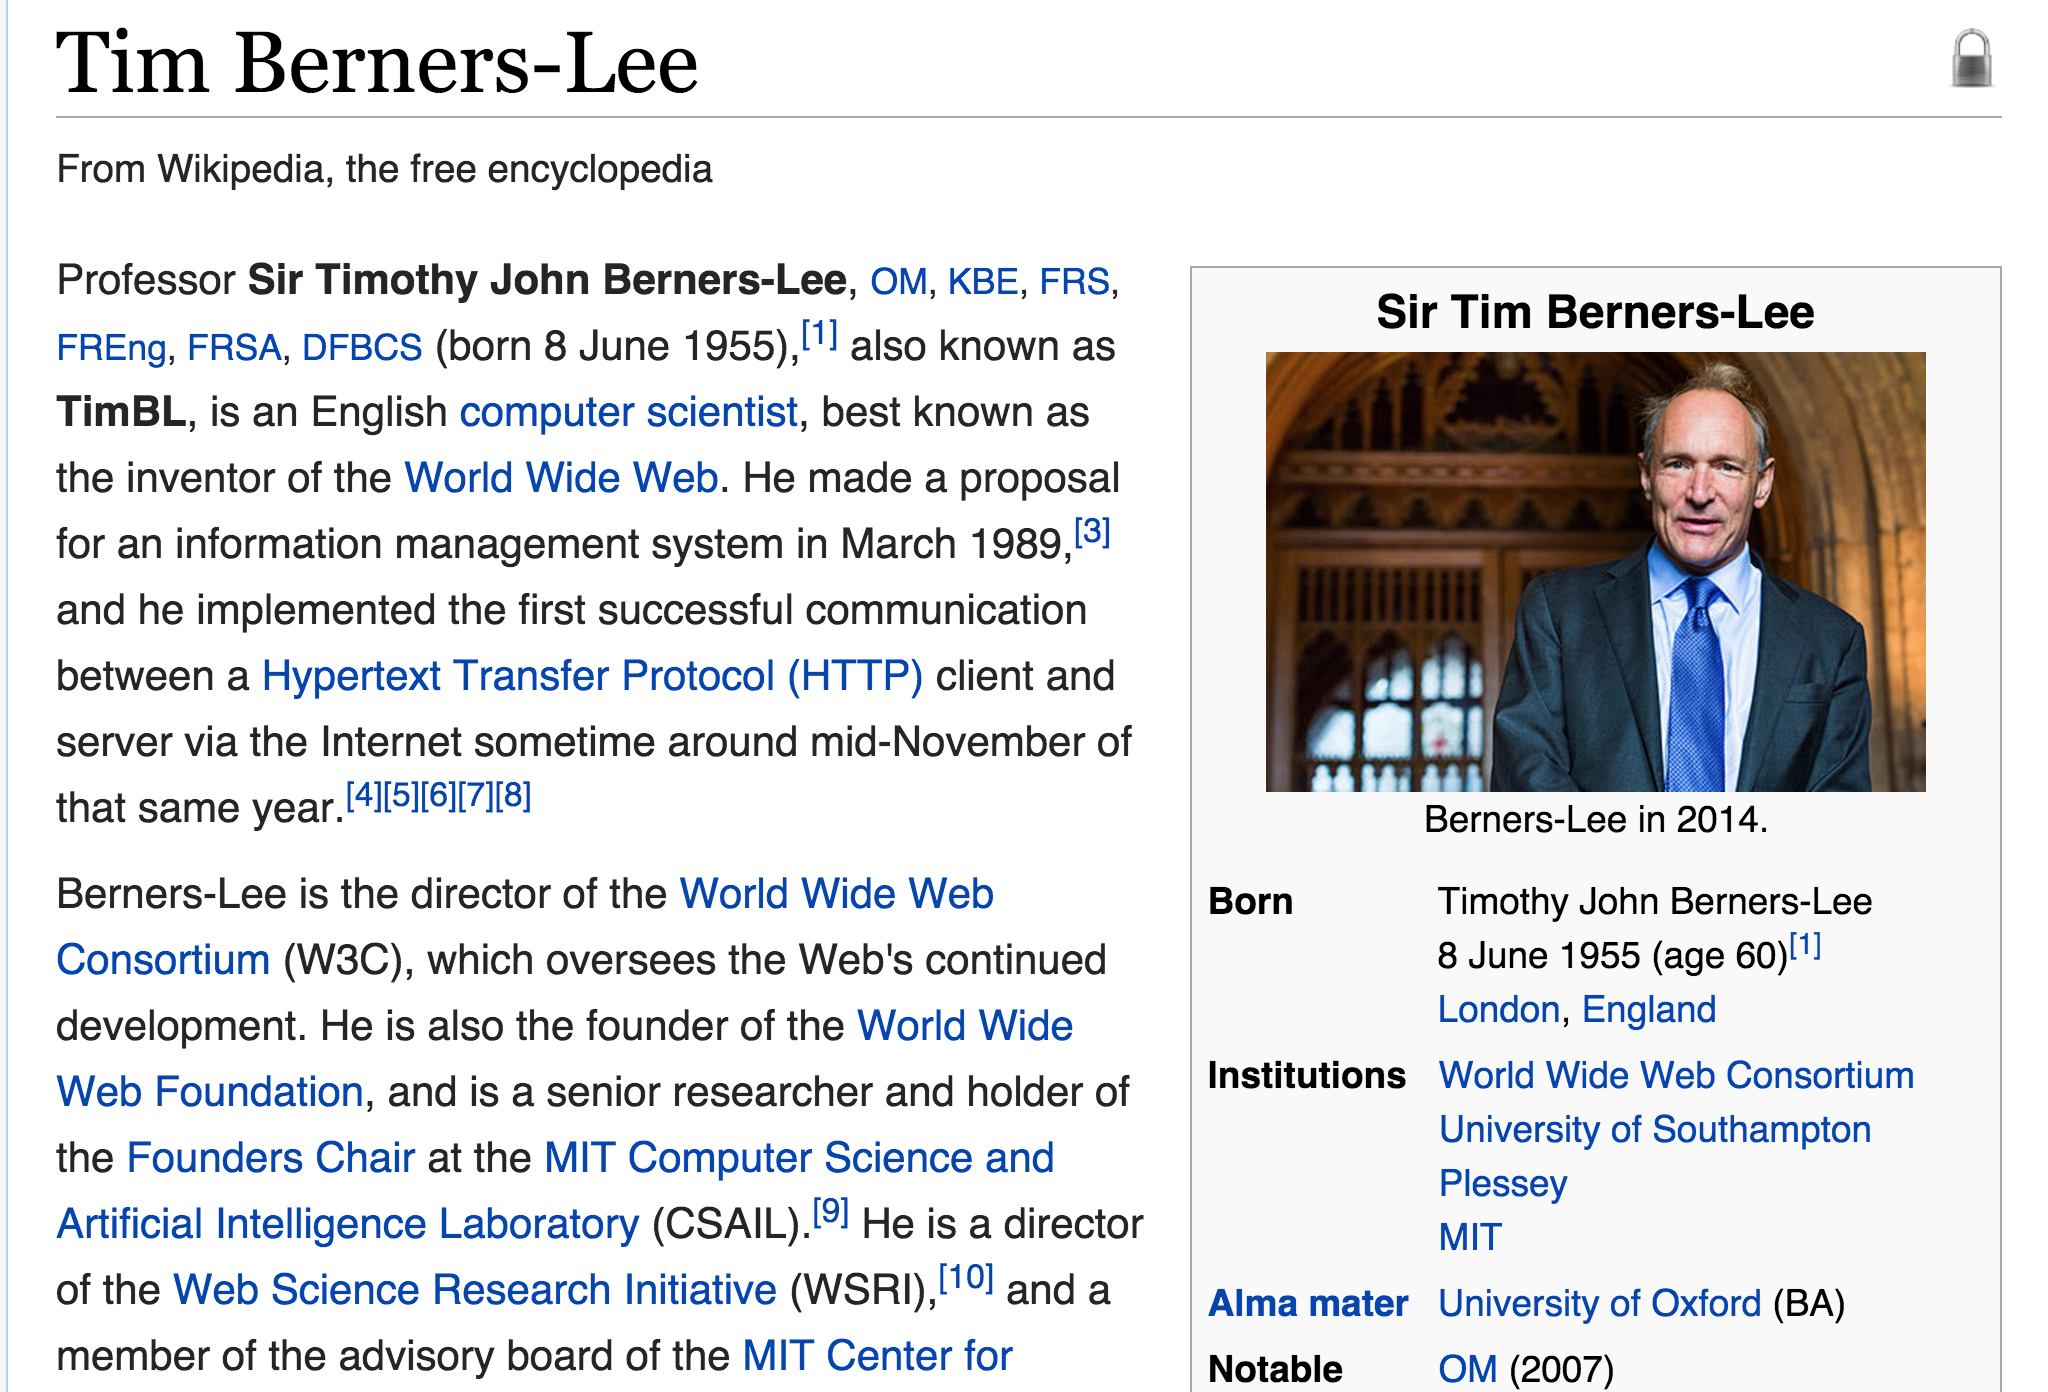 Tim Berners-Lee
From Wikipedia, the free encyclopedia
Professor Sir Timothy John Berners-Lee, OM, KBE, FRS,
FREng, FRSA, DFBCS (born 8 June 1955),[1] also known as
TimBL, is an English computer scientist, best known as
the inventor of the World Wide Web. He made a proposal
for an information management system in March 1989,[3]
and he implemented the first successful communication
between a Hypertext Transfer Protocol (HTTP) client and
server via the Internet sometime around mid-November of
that same year.[4][5][6][7][8]
Berners-Lee is the director of the World Wide Web
Consortium (W3C), which oversees the Web's continued
development. He is also the founder of the World Wide
Web Foundation, and is a senior researcher and holder of
the Founders Chair at the MIT Computer Science and
Artificial Intelligence Laboratory (CSAIL).[9] He is a director
of the Web Science Research Initiative (WSRI),[10] and a
member of the advisory board of the MIT Center for
Sir Tim Berners-Lee
Berners-Lee in 2014.
Born Timothy John Berners-Lee
8 June 1955 (age 60)[1]
London, England
Institutions World Wide Web Consortium
University of Southampton
Plessey
MIT
Alma mater University of Oxford (BA)
Notable OM (2007)